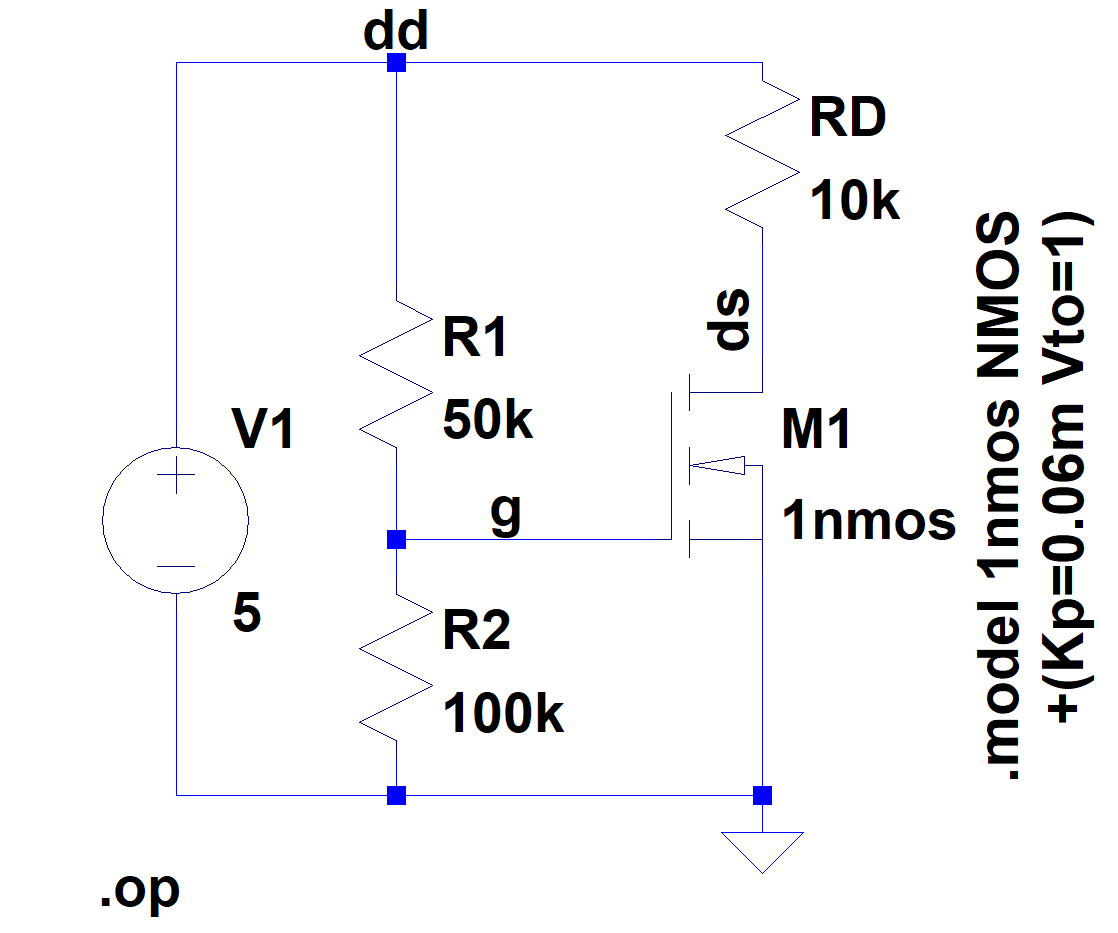 dd
RD
10k
R1
50k
ds
V1
M1
g
1nmos
5
R2
100k
.op
.model 1nmos NMOS
+(Kp=0.06m Vto=1)